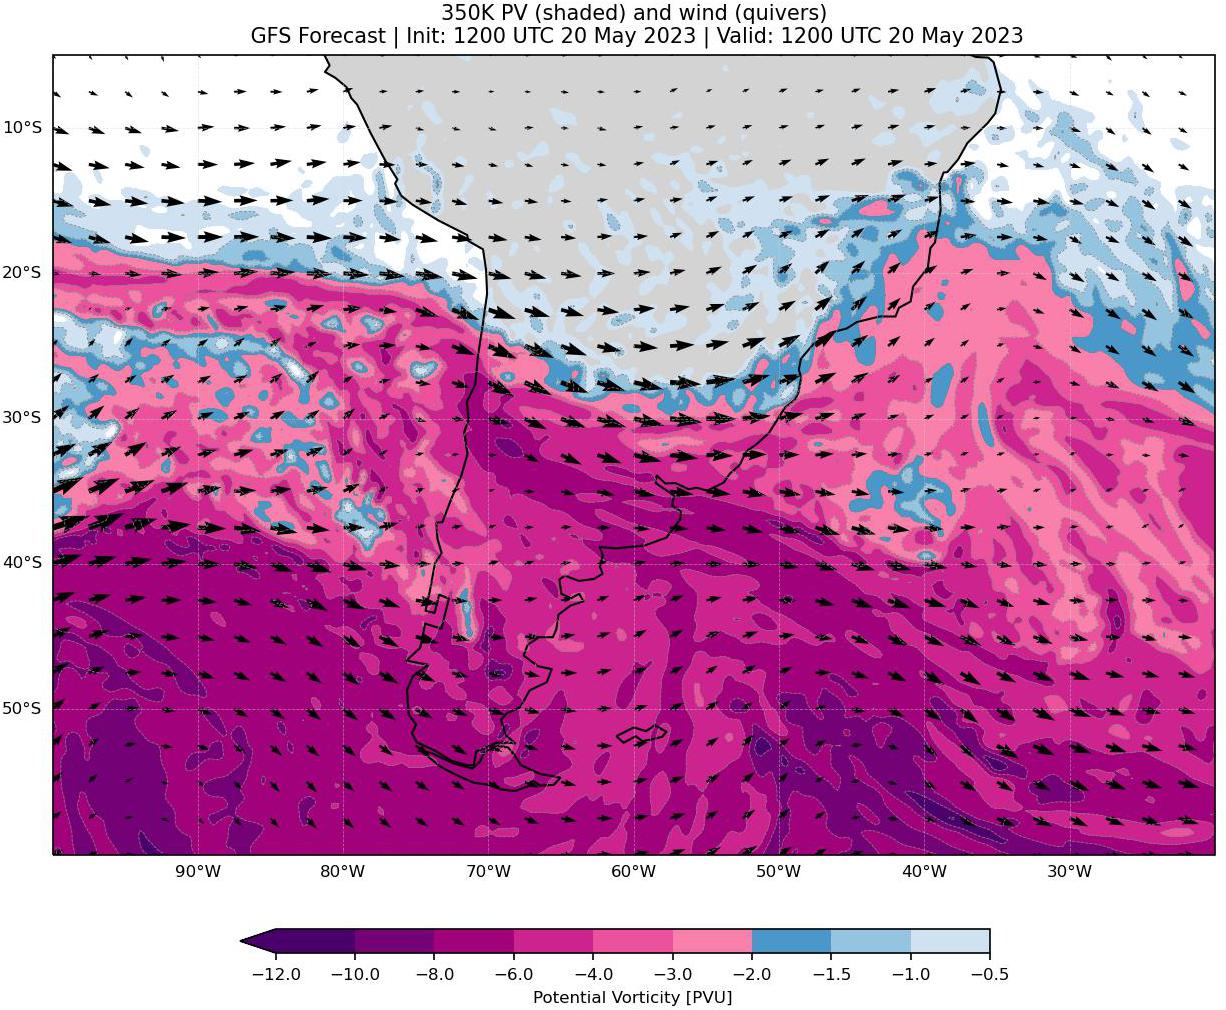 350K PV (shaded) and wind (quivers)
GFS Forecast | Init: 1200 UTC 20 May 2023 | Valid: 1200 UTC 20 May 2023
10°S
20°S
30°S
40°S
50°S
90°W 80°W 70°W 60°W 50°W 40°W 30°W
−12.0 −10.0 −8.0 −6.0 −4.0 −3.0 −2.0 −1.5 −1.0 −0.5
Potential Vorticity [PVU]